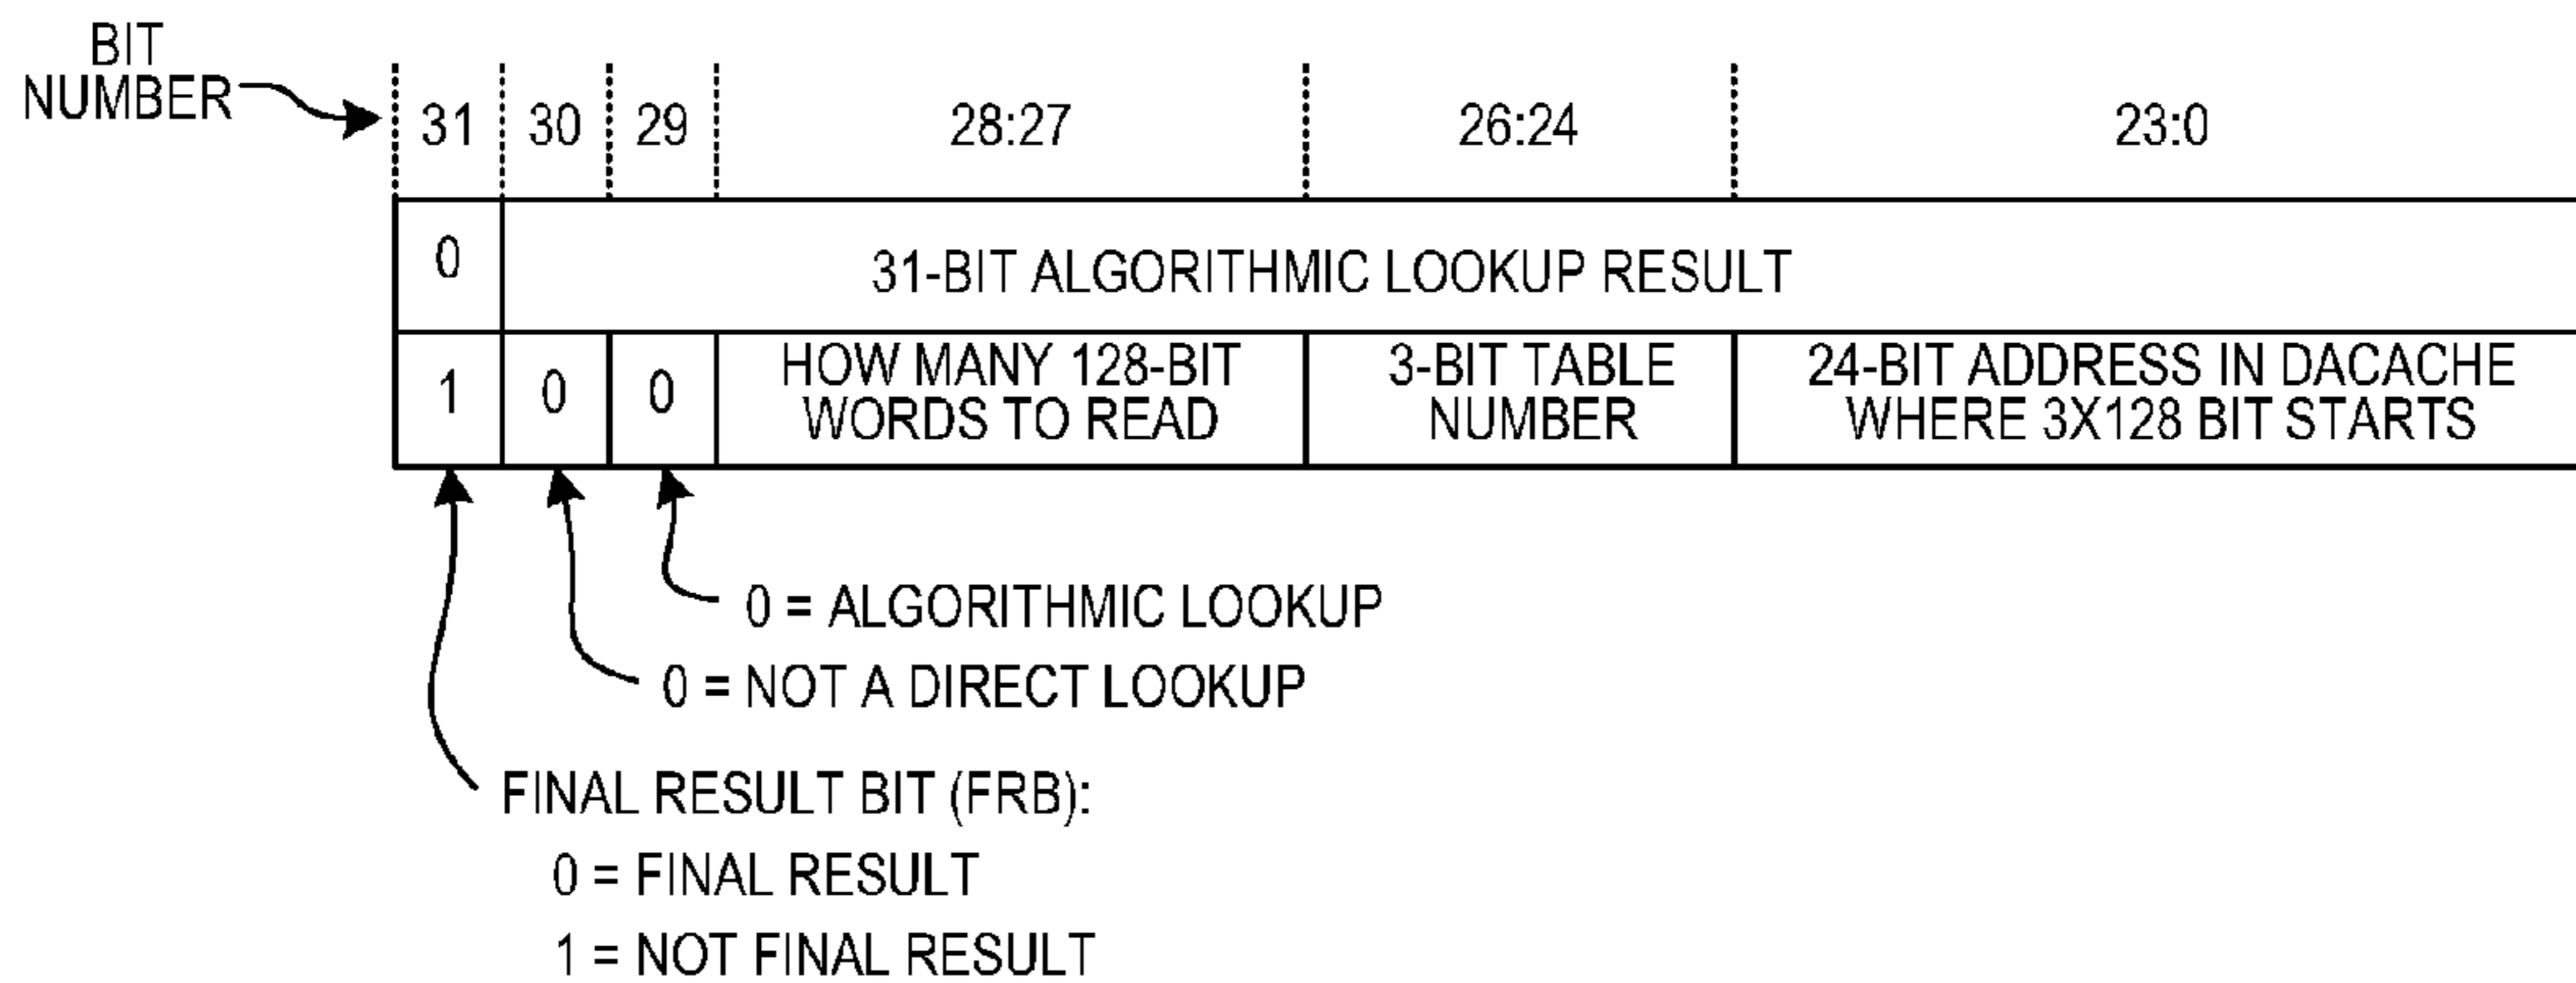 BIT
NUMBER
31 30 29 28:27 26:24 23:0
0 31-BIT ALGORITHMIC LOOKUP RESULT
1 0 0 HOW MANY 128-BIT 3-BIT TABLE 24-BIT ADDRESS IN DACACHE
WORDS TO READ NUMBER WHERE 3X128 BIT STARTS
0 = ALGORITHMIC LOOKUP
0 = NOT A DIRECT LOOKUP
FINAL RESULT BIT (FRB):
0 = FINAL RESULT
1 = NOT FINAL RESULT